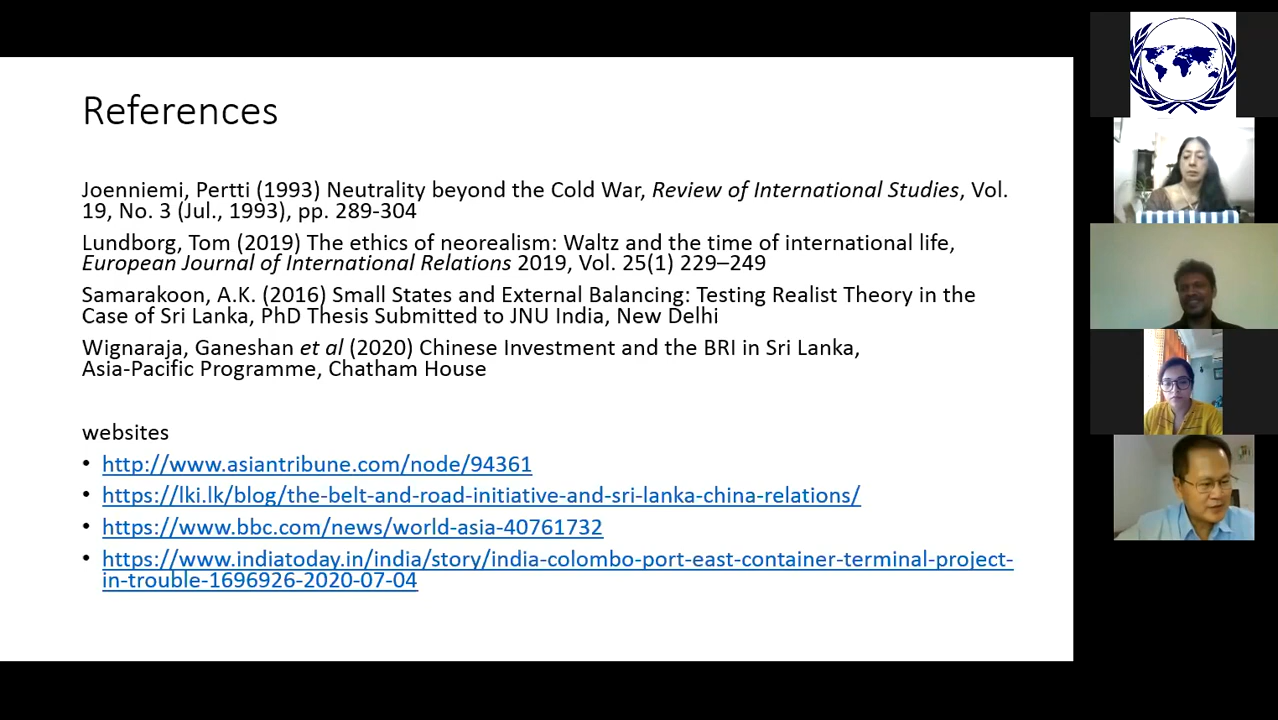 References
Joenniemi, Pertti (1993) Neutrality beyond the Cold War, Review of International Studies, Vol.
19, No. 3 (Jul., 1993), pp. 289-304
Lundborg, Tom (2019) The ethics of neorealism: Waltz and the time of international life,
European Journal of International Relations 2019, Vol. 25(1) 229–249
Samarakoon, A.K. (2016) Small States and External Balancing: Testing Realist Theory in the
Case of Sri Lanka, PhD Thesis Submitted to JNU India, New Delhi
Wignaraja, Ganeshan et al (2020) Chinese Investment and the BRI in Sri Lanka,
Asia-Pacific Programme, Chatham House
websites
• http://www.asiantribune.com/node/94361
• https://lki.lk/blog/the-belt-and-road-initiative-and-sri-lanka-china-relations/
• https://www.bbc.com/news/world-asia-40761732
• https://www.indiatoday.in/india/story/india-colombo-port-east-container-terminal-project-
in-trouble-1696926-2020-07-04